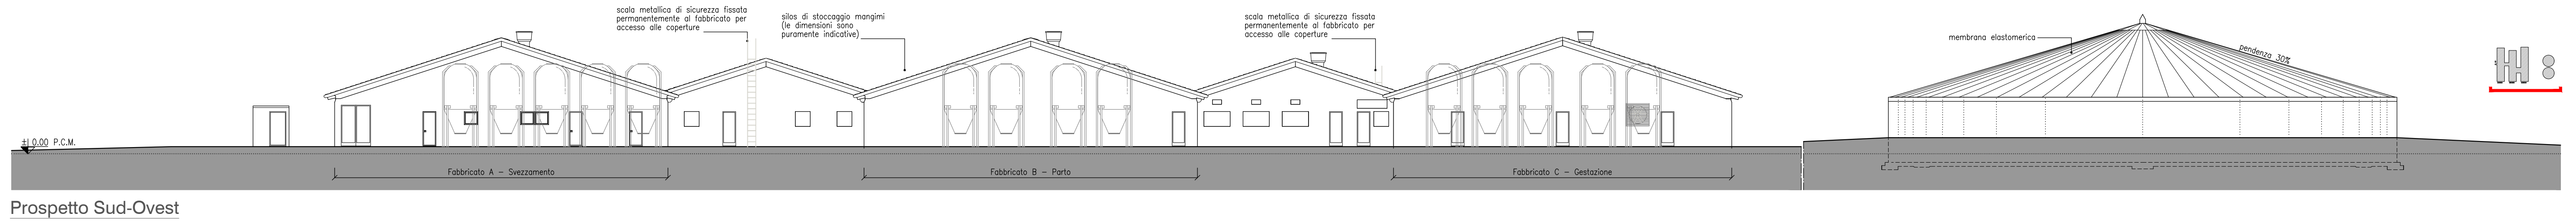 scala metallica di sicurezza fissata
permanentemente al fabbricato per
accesso alle coperture
silos di stoccaggio mangimi
(le dimensioni sono
puramente indicative)
scala metallica di sicurezza fissata
permanentemente al fabbricato per
accesso alle coperture
membrana elastomerica
pendenza 30%
±| 0.00 P.C.M.
Fabbricato A - Svezzamento
Fabbricato B - Parto
Fabbricato C - Gestazione
Prospetto Sud-Ovest